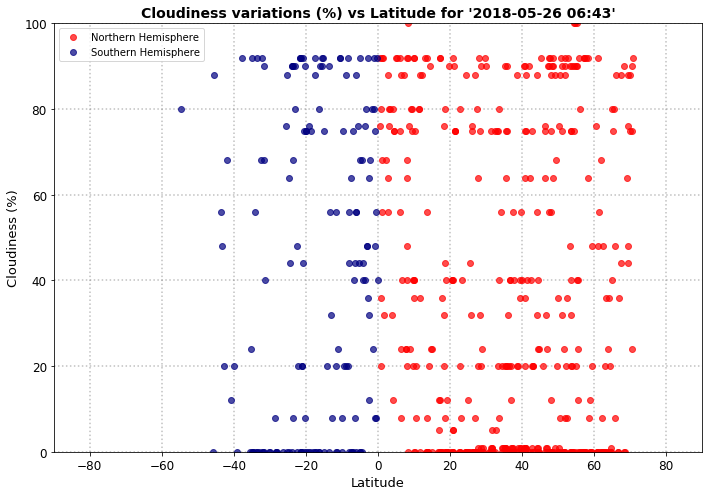 Cloudiness variations (%) vs Latitude for '2018-05-26 06:43'
Northern Hemisphere
Southern Hemisphere
Cloudiness (%)
100
80
60
40
20
0
−80 −60 −40 −20 0 20 40 60 80
Latitude